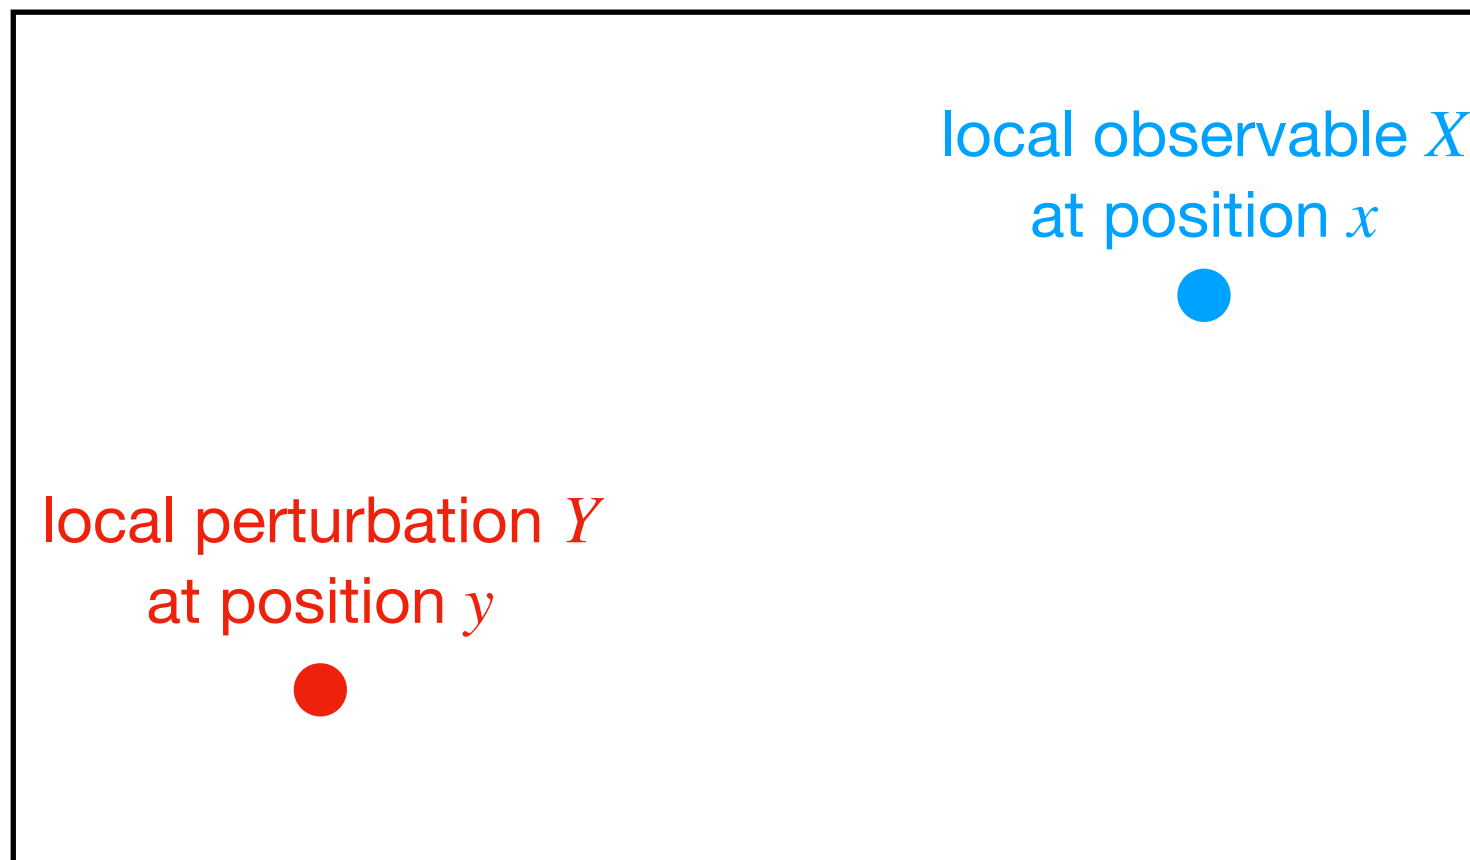 local observable X
at position x
local perturbation Y
at position y